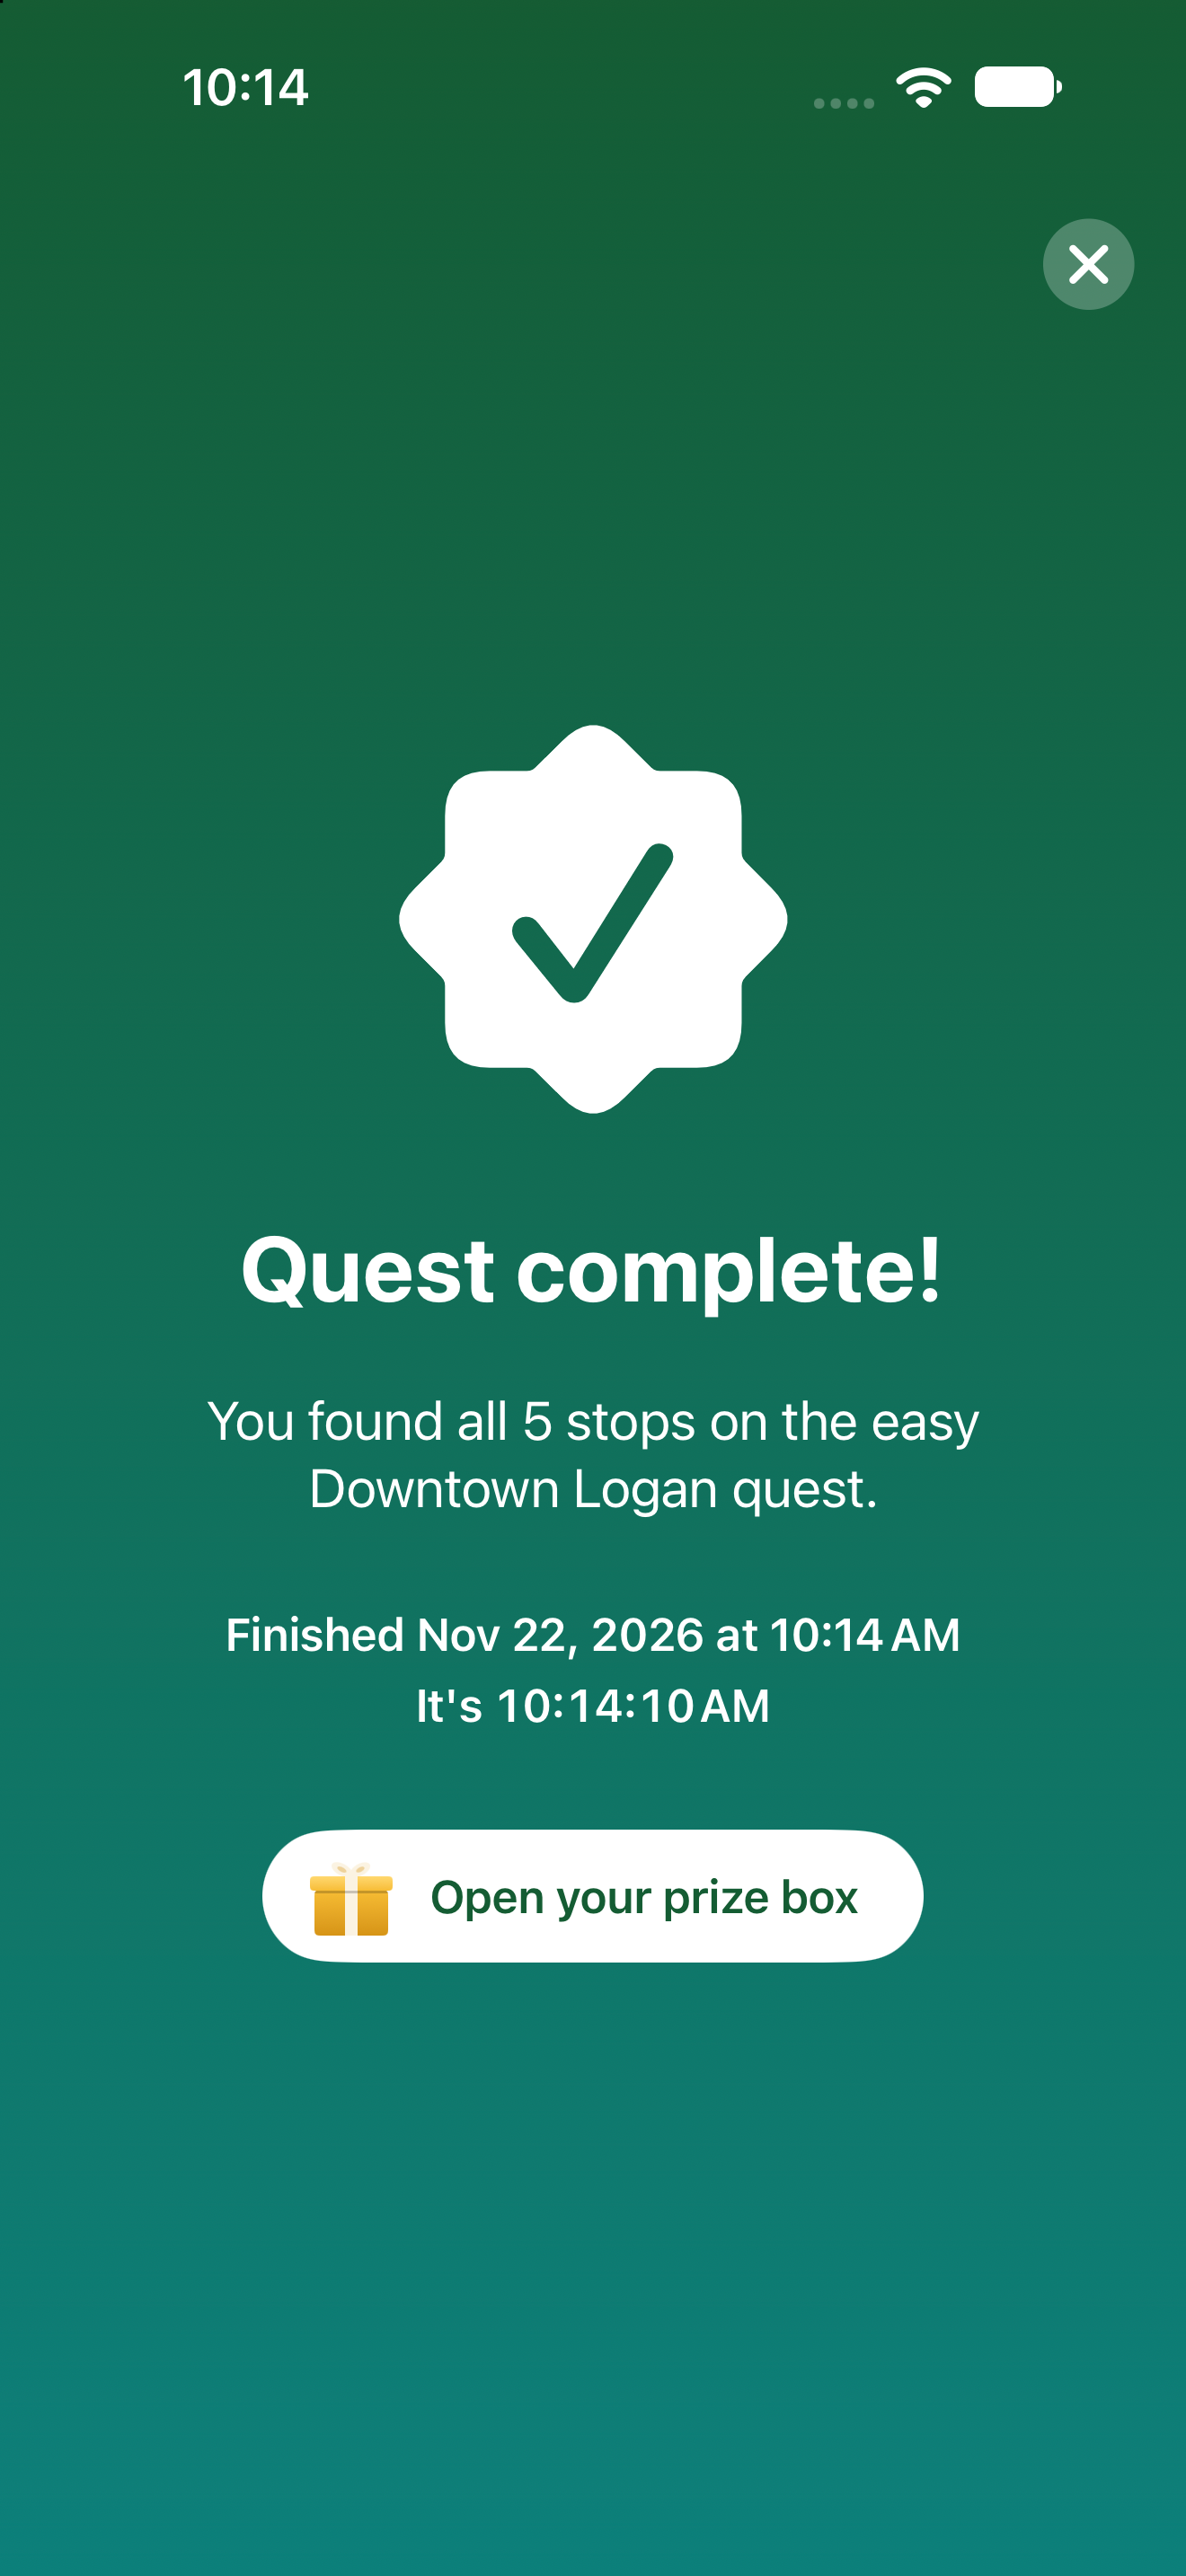 10:14
Quest complete!
You found all 5 stops on the easy
Downtown Logan quest.
Finished Nov 22, 2026 at 10:14 AM
It's 10:14:10 AM
Open your prize box